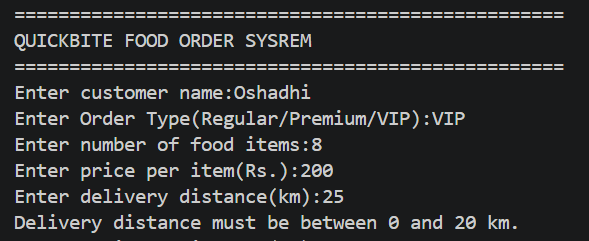 ==================================================
QUICKBITE FOOD ORDER SYSREM
==================================================
Enter customer name:Oshadhi
Enter Order Type(Regular/Premium/VIP):VIP
Enter number of food items:8
Enter price per item(Rs.):200
Enter delivery distance(km):25
Delivery distance must be between 0 and 20 km.